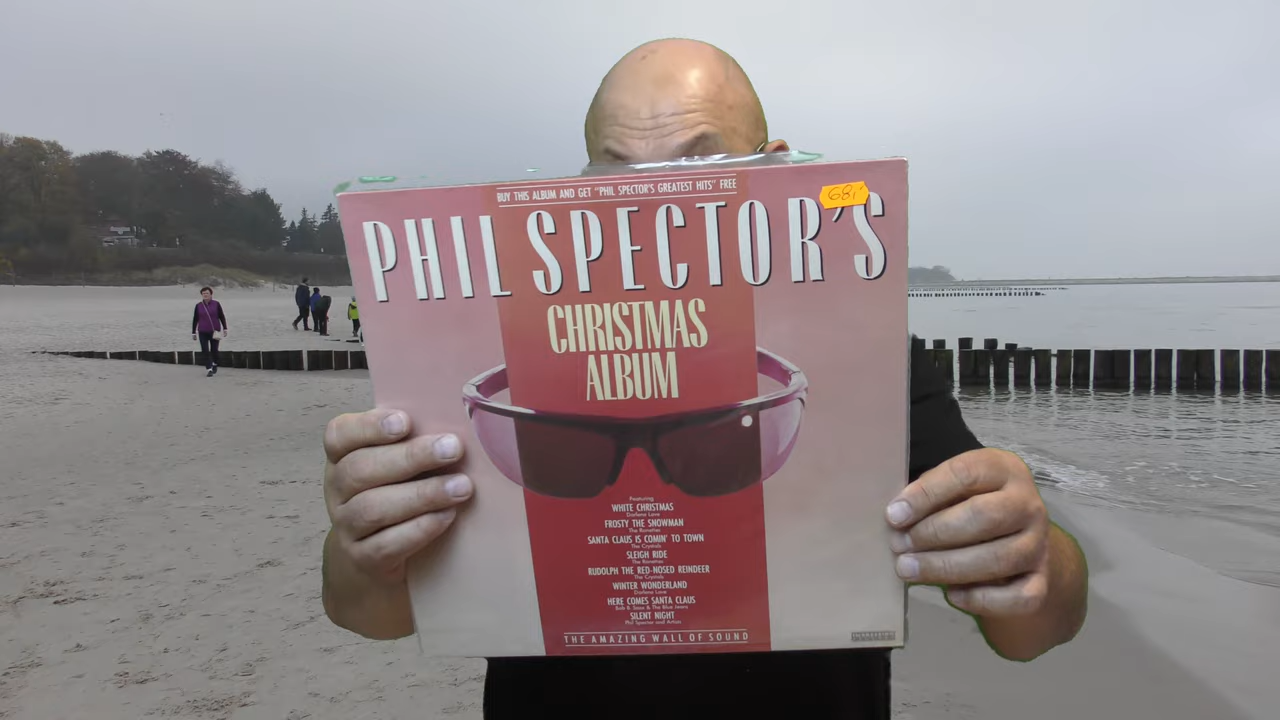 BUY THIS ALBUM AND GET "PHIL SPECTOR'S GREATEST HITS" FREE
68,-
PHIL SPECTOR'S
CHRISTMAS
ALBUM
Featuring
WHITE CHRISTMAS
Darlene Love
FROSTY THE SNOWMAN
The Ronettes
SANTA CLAUS IS COMIN' TO TOWN
The Crystals
SLEIGH RIDE
The Ronettes
RUDOLPH THE RED-NOSED REINDEER
The Crystals
WINTER WONDERLAND
Darlene Love
HERE COMES SANTA CLAUS
Bob B. Soxx & The Blue Jeans
SILENT NIGHT
Phil Spector and Artists
THE AMAZING WALL OF SOUND